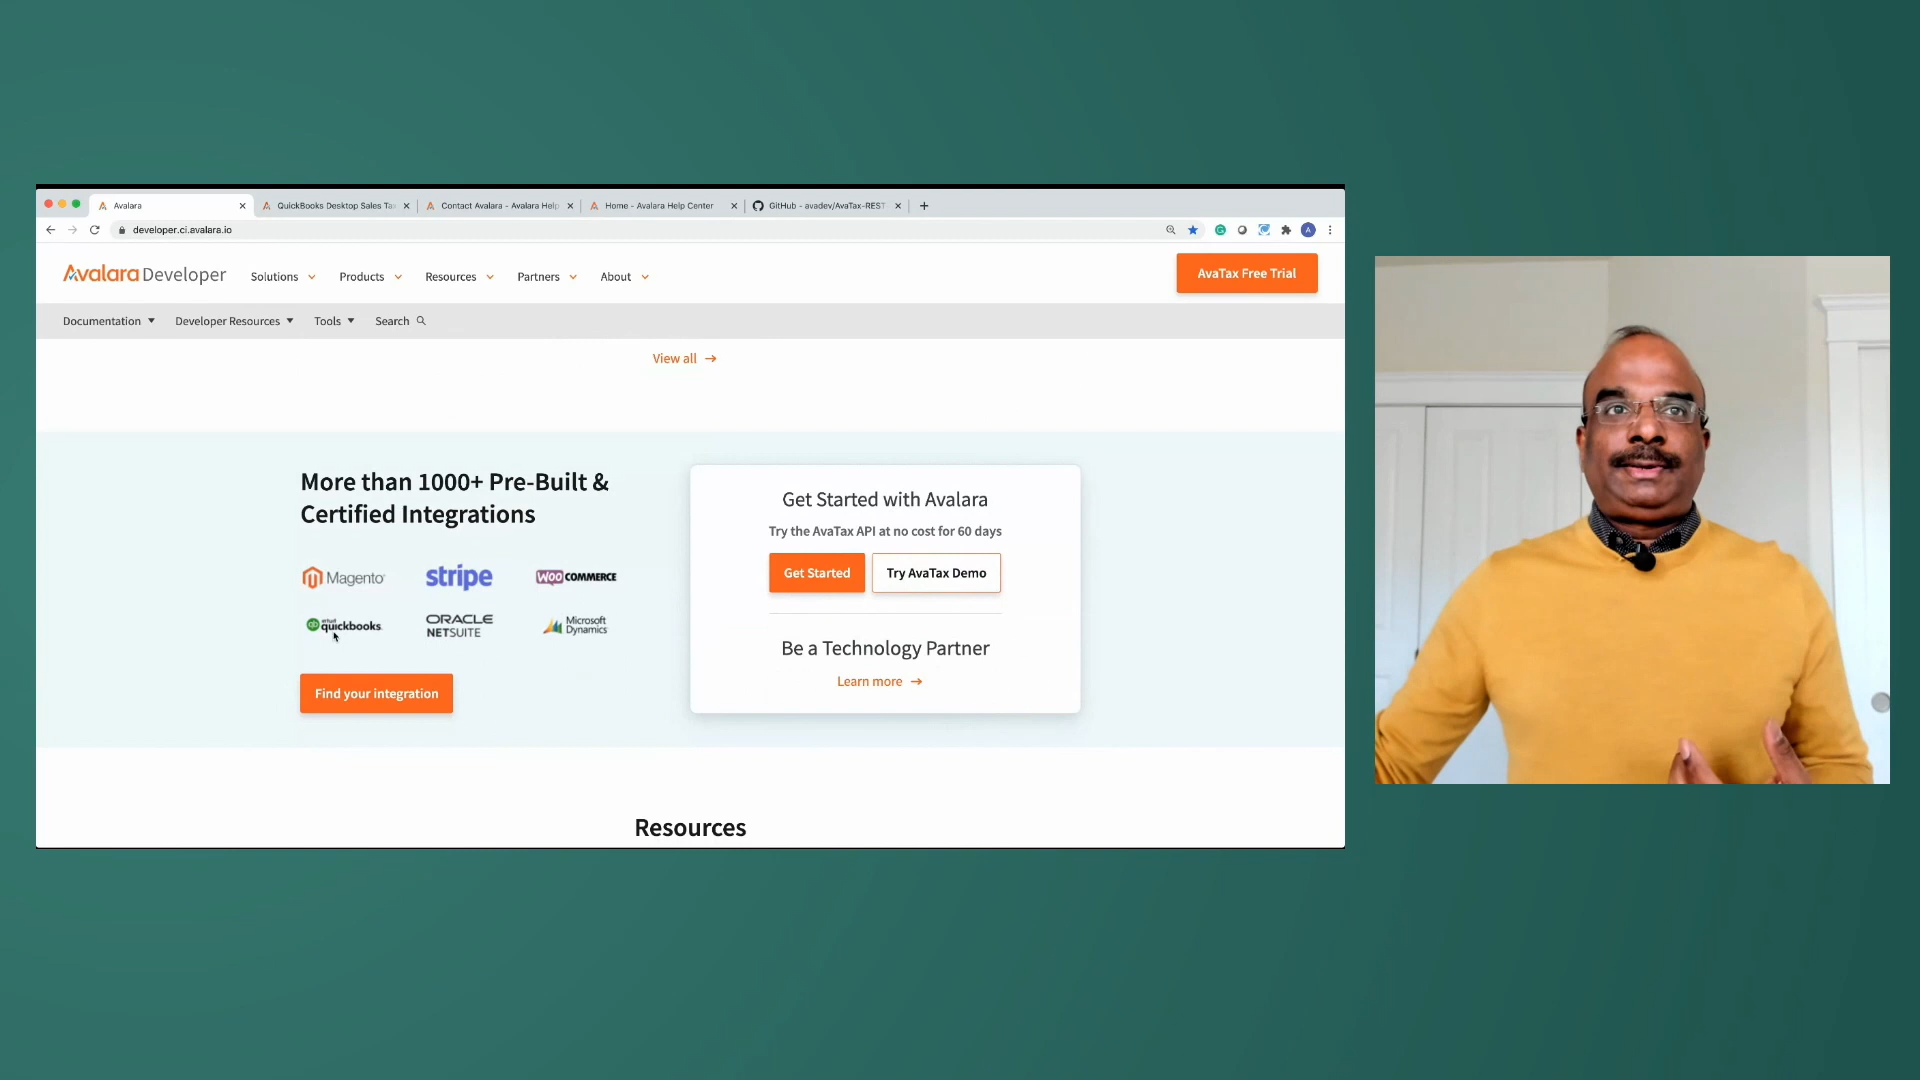 Avalara
QuickBooks Desktop Sales Tax
Contact Avalara - Avalara Help
Home - Avalara Help Center
GitHub - avadev/AvaTax-REST
developer.ci.avalara.io
A
Avalara Developer
Solutions
Products
Resources
Partners
About
AvaTax Free Trial
Documentation
Developer Resources
Tools
Search
View all
More than 1000+ Pre-Built &
Certified Integrations
Magento
stripe
WOO COMMERCE
quickbooks
ORACLE
NETSUITE
Microsoft
Dynamics
Find your integration
Get Started with Avalara
Try the AvaTax API at no cost for 60 days
Get Started
Try AvaTax Demo
Be a Technology Partner
Learn more
Resources